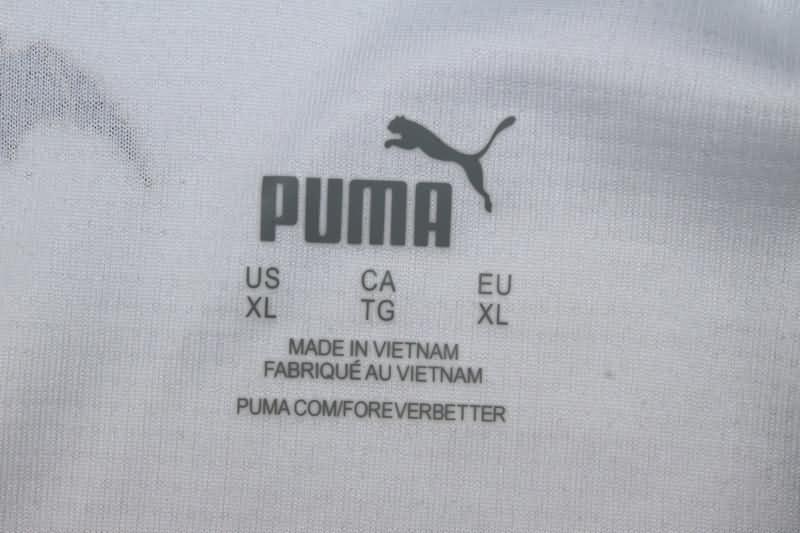 PUMA
US CA EU
XL TG XL
MADE IN VIETNAM
FABRIQUÉ AU VIETNAM
PUMA COM/FOREVERBETTER